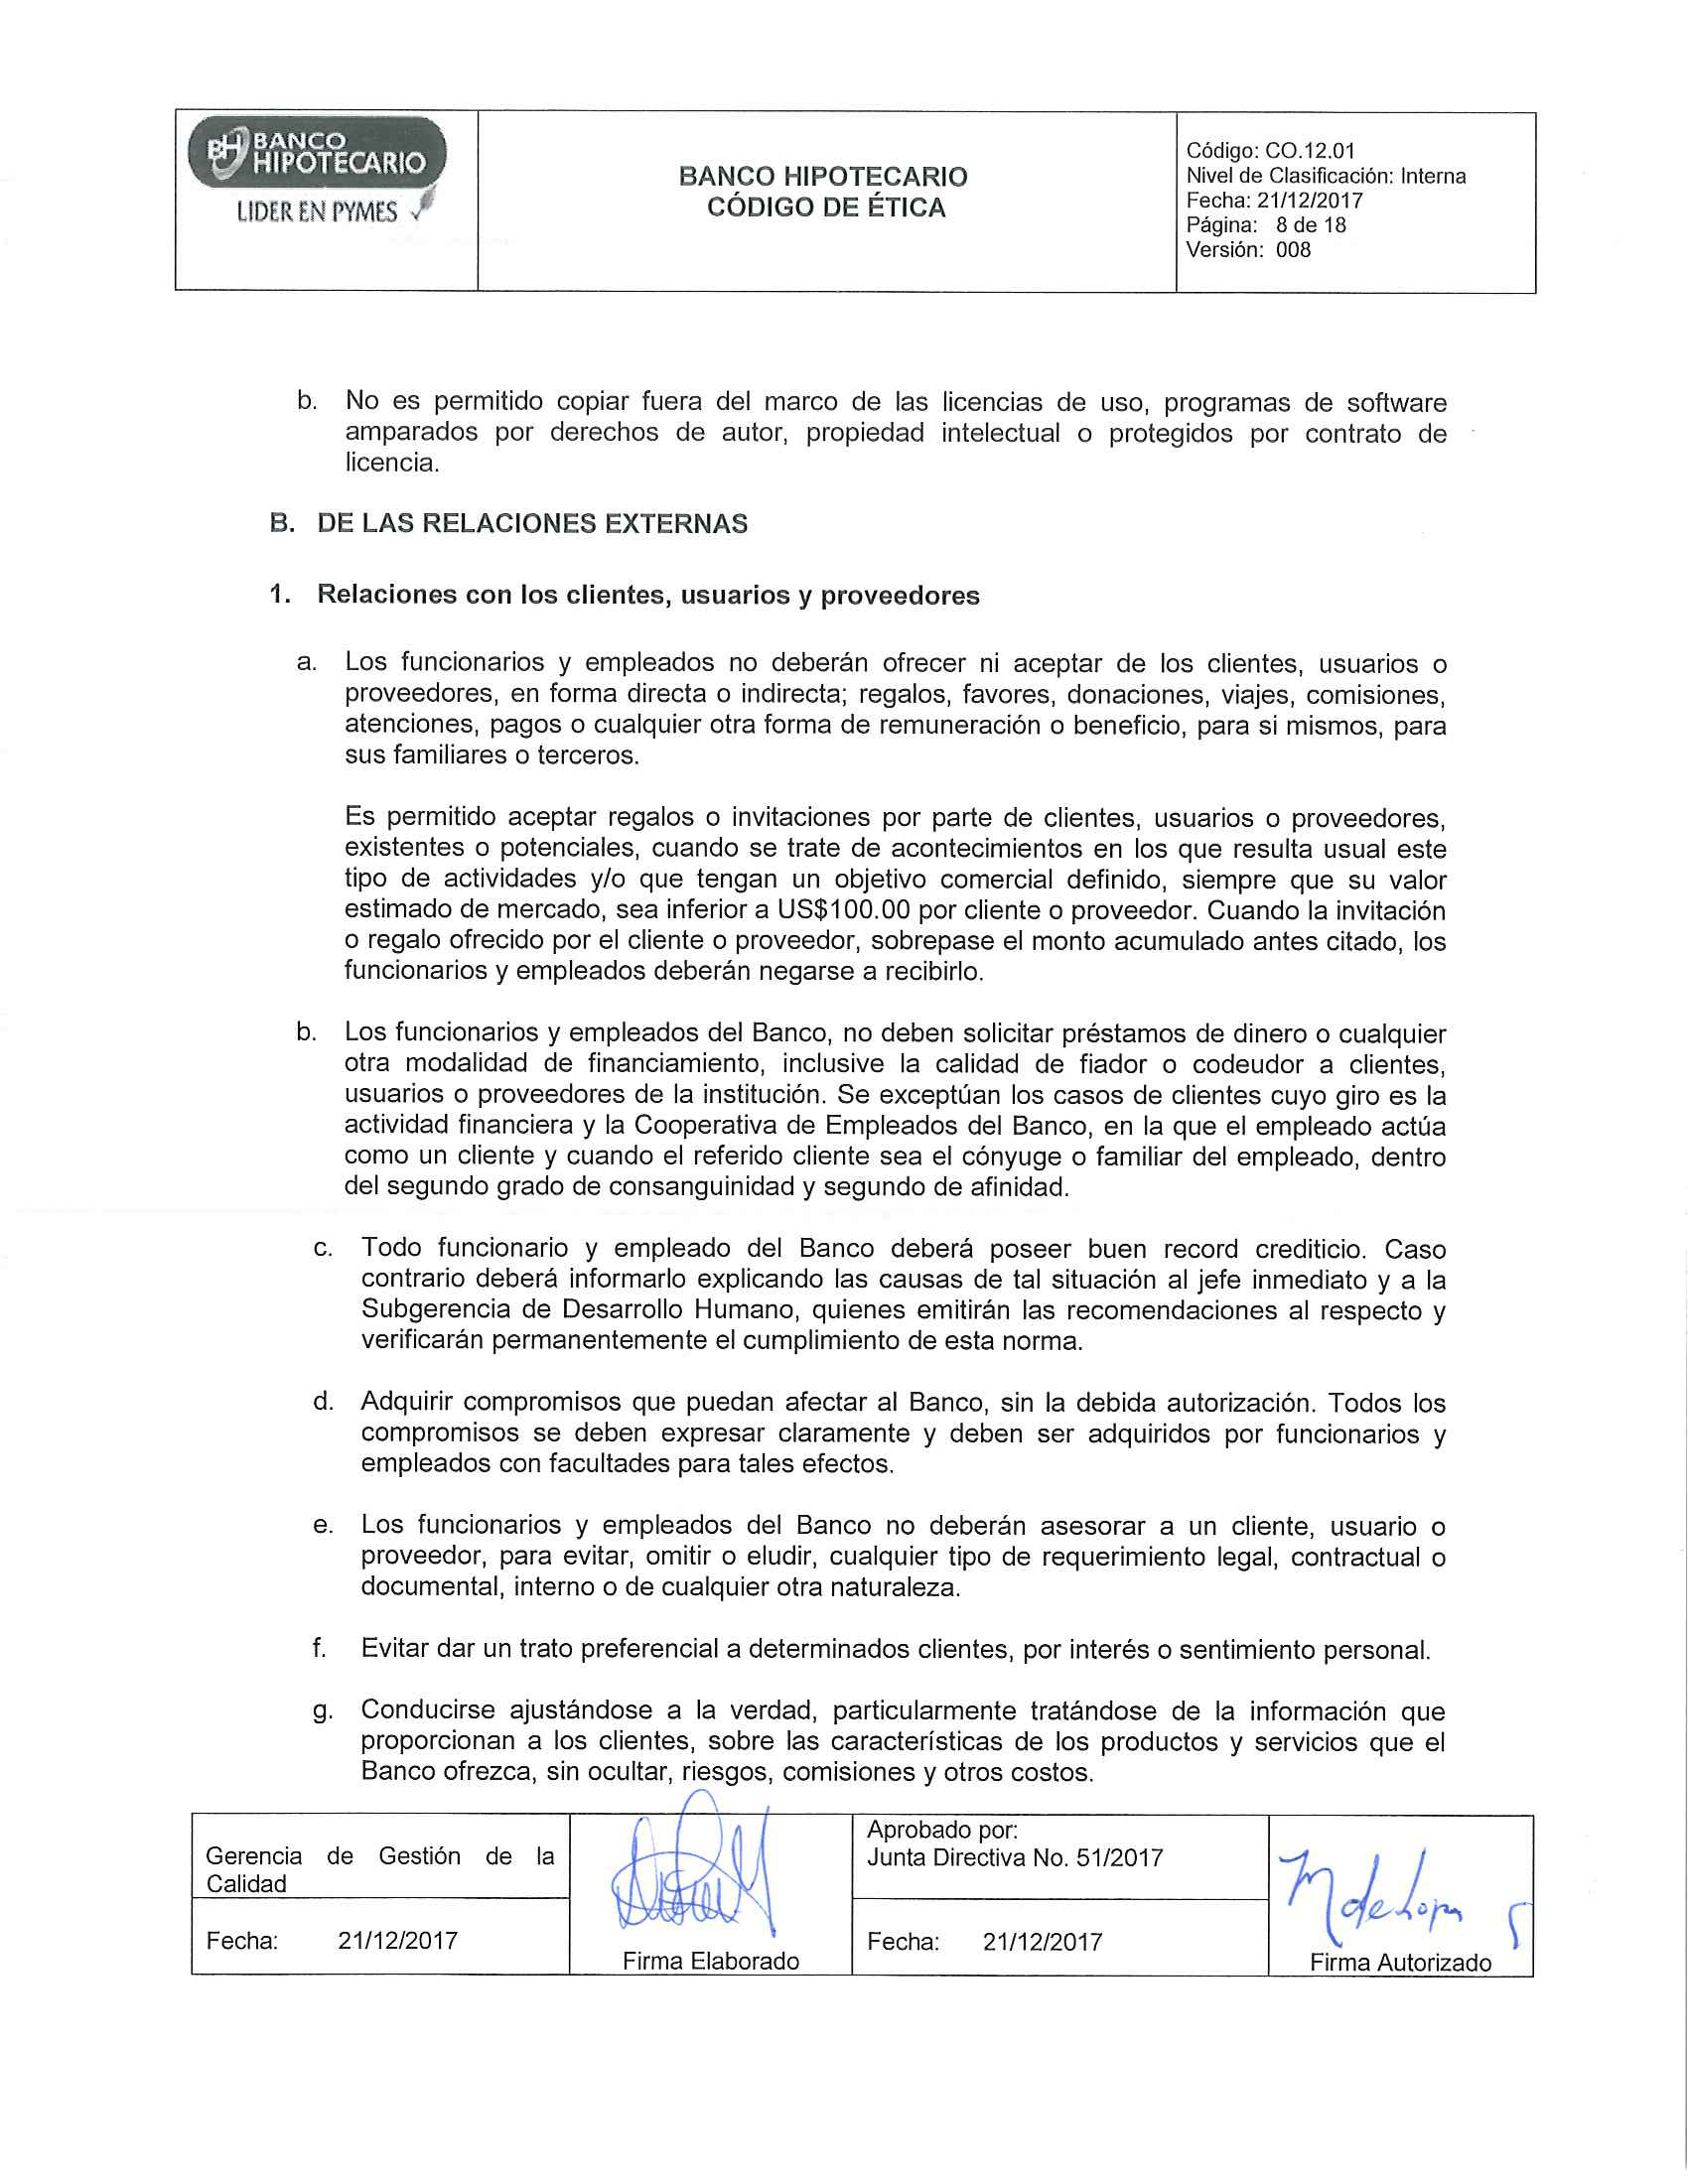 BANCO
HIPOTECARIO
LIDER EN PYMES
BANCO HIPOTECARIO
CÓDIGO DE ÉTICA
Código: CO.12.01
Nivel de Clasificación: Interna
Fecha: 21/12/2017
Página: 8 de 18
Versión: 008
b. No es permitido copiar fuera del marco de las licencias de uso, programas de software
amparados por derechos de autor, propiedad intelectual o protegidos por contrato de
licencia.
B. DE LAS RELACIONES EXTERNAS
1. Relaciones con los clientes, usuarios y proveedores
a. Los funcionarios y empleados no deberán ofrecer ni aceptar de los clientes, usuarios o
proveedores, en forma directa o indirecta; regalos, favores, donaciones, viajes, comisiones,
atenciones, pagos o cualquier otra forma de remuneración o beneficio, para si mismos, para
sus familiares o terceros.
Es permitido aceptar regalos o invitaciones por parte de clientes, usuarios o proveedores,
existentes o potenciales, cuando se trate de acontecimientos en los que resulta usual este
tipo de actividades y/o que tengan un objetivo comercial definido, siempre que su valor
estimado de mercado, sea inferior a US$100.00 por cliente o proveedor. Cuando la invitación
o regalo ofrecido por el cliente o proveedor, sobrepase el monto acumulado antes citado, los
funcionarios y empleados deberán negarse a recibirlo.
b. Los funcionarios y empleados del Banco, no deben solicitar préstamos de dinero o cualquier
otra modalidad de financiamiento, inclusive la calidad de fiador o codeudor a clientes,
usuarios o proveedores de la institución. Se exceptúan los casos de clientes cuyo giro es la
actividad financiera y la Cooperativa de Empleados del Banco, en la que el empleado actúa
como un cliente y cuando el referido cliente sea el cónyuge o familiar del empleado, dentro
del segundo grado de consanguinidad y segundo de afinidad.
c. Todo funcionario y empleado del Banco deberá poseer buen record crediticio. Caso
contrario deberá informarlo explicando las causas de tal situación al jefe inmediato y a la
Subgerencia de Desarrollo Humano, quienes emitirán las recomendaciones al respecto y
verificarán permanentemente el cumplimiento de esta norma.
d. Adquirir compromisos que puedan afectar al Banco, sin la debida autorización. Todos los
compromisos se deben expresar claramente y deben ser adquiridos por funcionarios y
empleados con facultades para tales efectos.
e. Los funcionarios y empleados del Banco no deberán asesorar a un cliente, usuario o
proveedor, para evitar, omitir o eludir, cualquier tipo de requerimiento legal, contractual o
documental, interno o de cualquier otra naturaleza.
f. Evitar dar un trato preferencial a determinados clientes, por interés o sentimiento personal.
g. Conducirse ajustándose a la verdad, particularmente tratándose de la información que
proporcionan a los clientes, sobre las características de los productos y servicios que el
Banco ofrezca, sin ocultar, riesgos, comisiones y otros costos.
Gerencia de Gestión de la
Calidad
Fecha: 21/12/2017
Firma Elaborado
Aprobado por:
Junta Directiva No. 51/2017
Fecha: 21/12/2017
Firma Autorizado